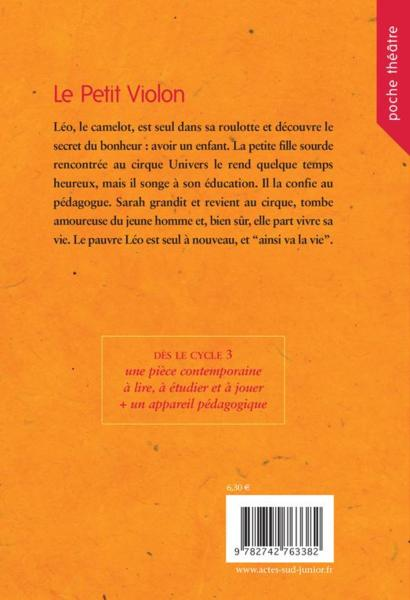 poche théâtre
Le Petit Violon
Léo, le camelot, est seul dans sa roulotte et découvre le
secret du bonheur : avoir un enfant. La petite fille sourde
rencontrée au cirque Univers le rend quelque temps
heureux, mais il songe à son éducation. Il la confie au
pédagogue. Sarah grandit et revient au cirque, tombe
amoureuse du jeune homme et, bien sûr, elle part vivre sa
vie. Le pauvre Léo est seul à nouveau, et “ainsi va la vie”.
DÈS LE CYCLE 3
une pièce contemporaine
à lire, à étudier et à jouer
+ un appareil pédagogique
6,30 €
9 782742 763382
www.actes-sud-junior.fr